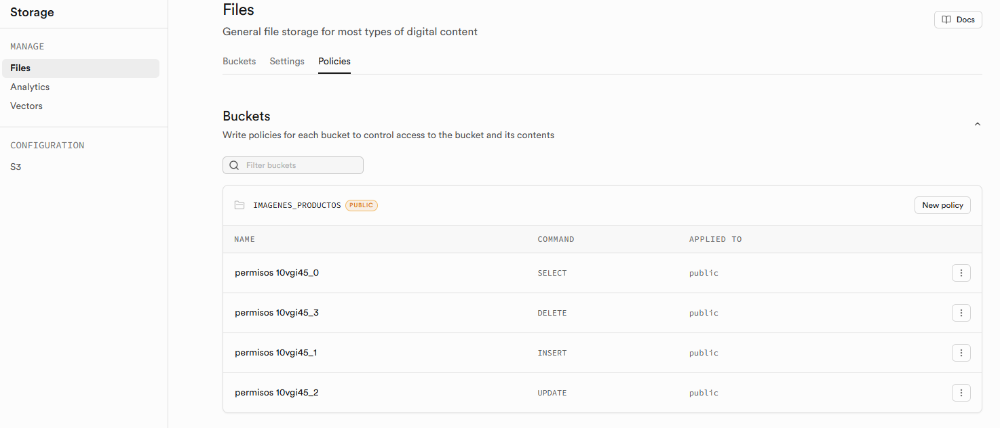 Storage
MANAGE
Files
Analytics
Vectors
CONFIGURATION
S3
Files
General file storage for most types of digital content
Docs
Buckets Settings Policies
Buckets
Write policies for each bucket to control access to the bucket and its contents
Filter buckets
IMAGENES_PRODUCTOS PUBLIC New policy
NAME COMMAND APPLIED TO
permisos 10vgi45_0 SELECT public
permisos 10vgi45_3 DELETE public
permisos 10vgi45_1 INSERT public
permisos 10vgi45_2 UPDATE public